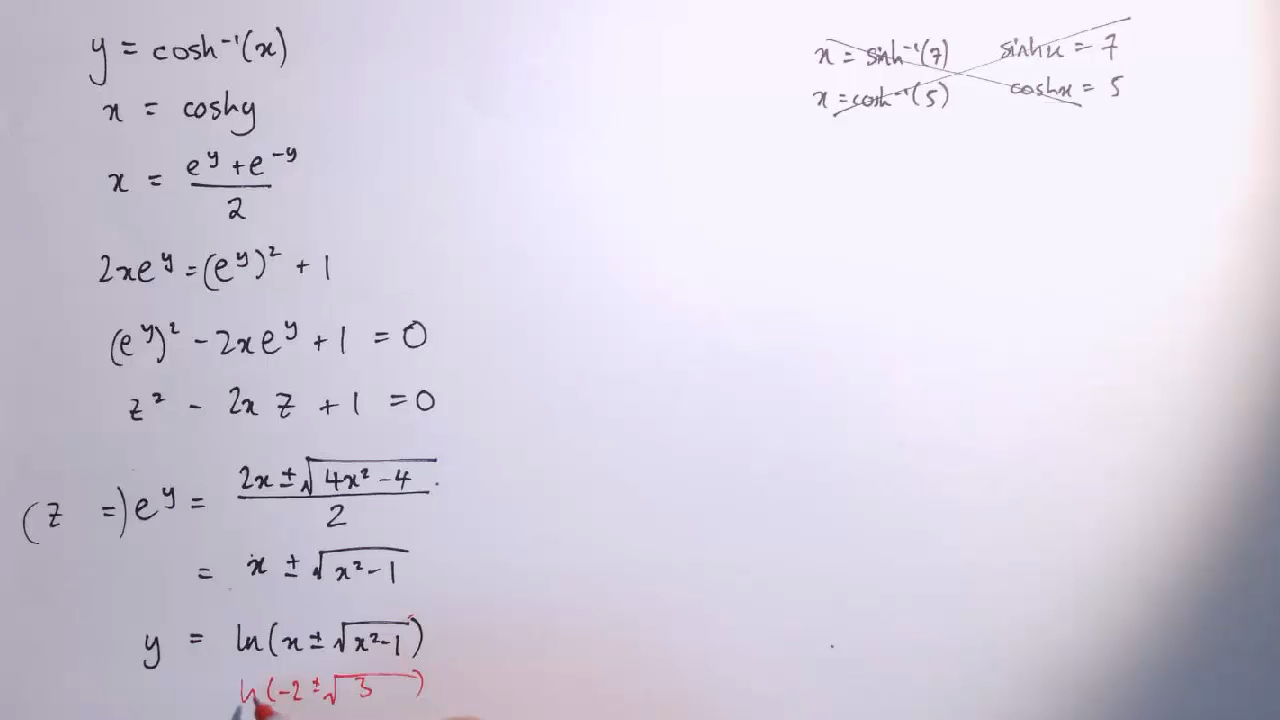 y = cosh⁻¹(x)
x = coshy
x = (e^y + e^-y)/2
2xe^y = (e^y)² + 1
(e^y)² - 2xe^y + 1 = 0
z² - 2x z + 1 = 0
(z =) e^y = (2x ± √(4x² - 4))/2
= x ± √(x² - 1)
y = ln(x ± √(x² - 1))
ln(-2 ± √3)
x = sinh⁻¹(7) sinhx = 7
x = cosh⁻¹(5) coshx = 5